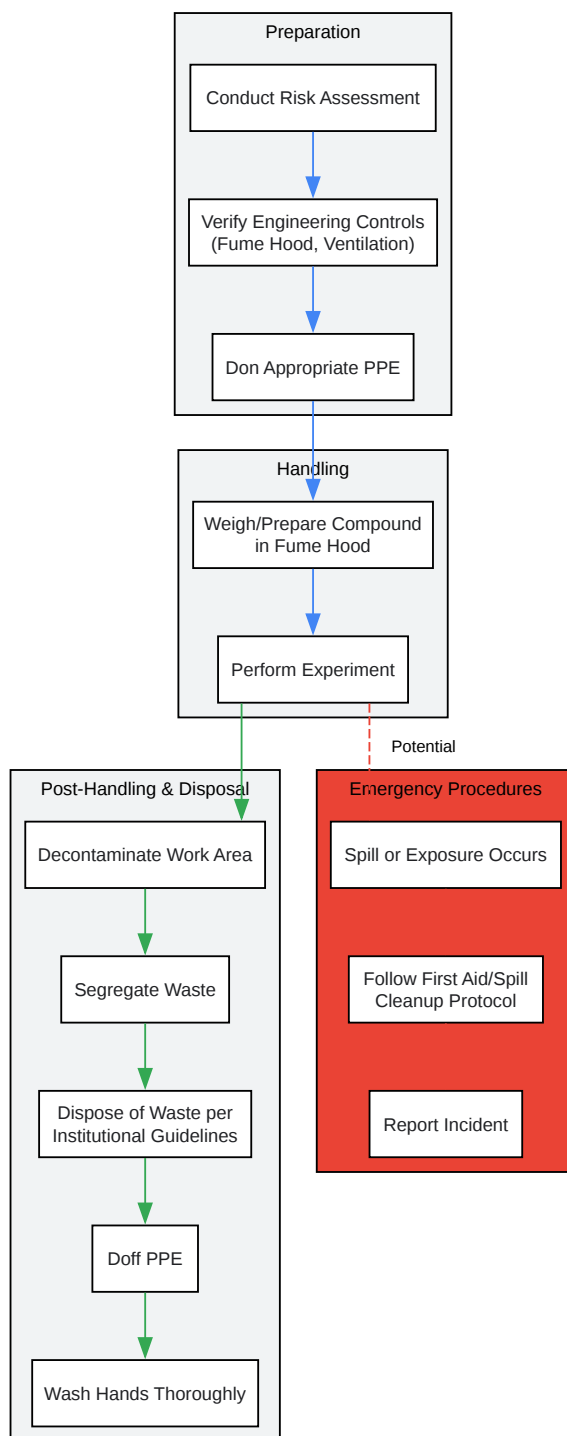 Preparation
Conduct Risk Assessment
Verify Engineering Controls
(Fume Hood, Ventilation)
Don Appropriate PPE
Handling
Weigh/Prepare Compound
in Fume Hood
Perform Experiment
Potential
Post-Handling & Disposal
Decontaminate Work Area
Segregate Waste
Dispose of Waste per
Institutional Guidelines
Doff PPE
Wash Hands Thoroughly
Emergency Procedures
Spill or Exposure Occurs
Follow First Aid/Spill
Cleanup Protocol
Report Incident